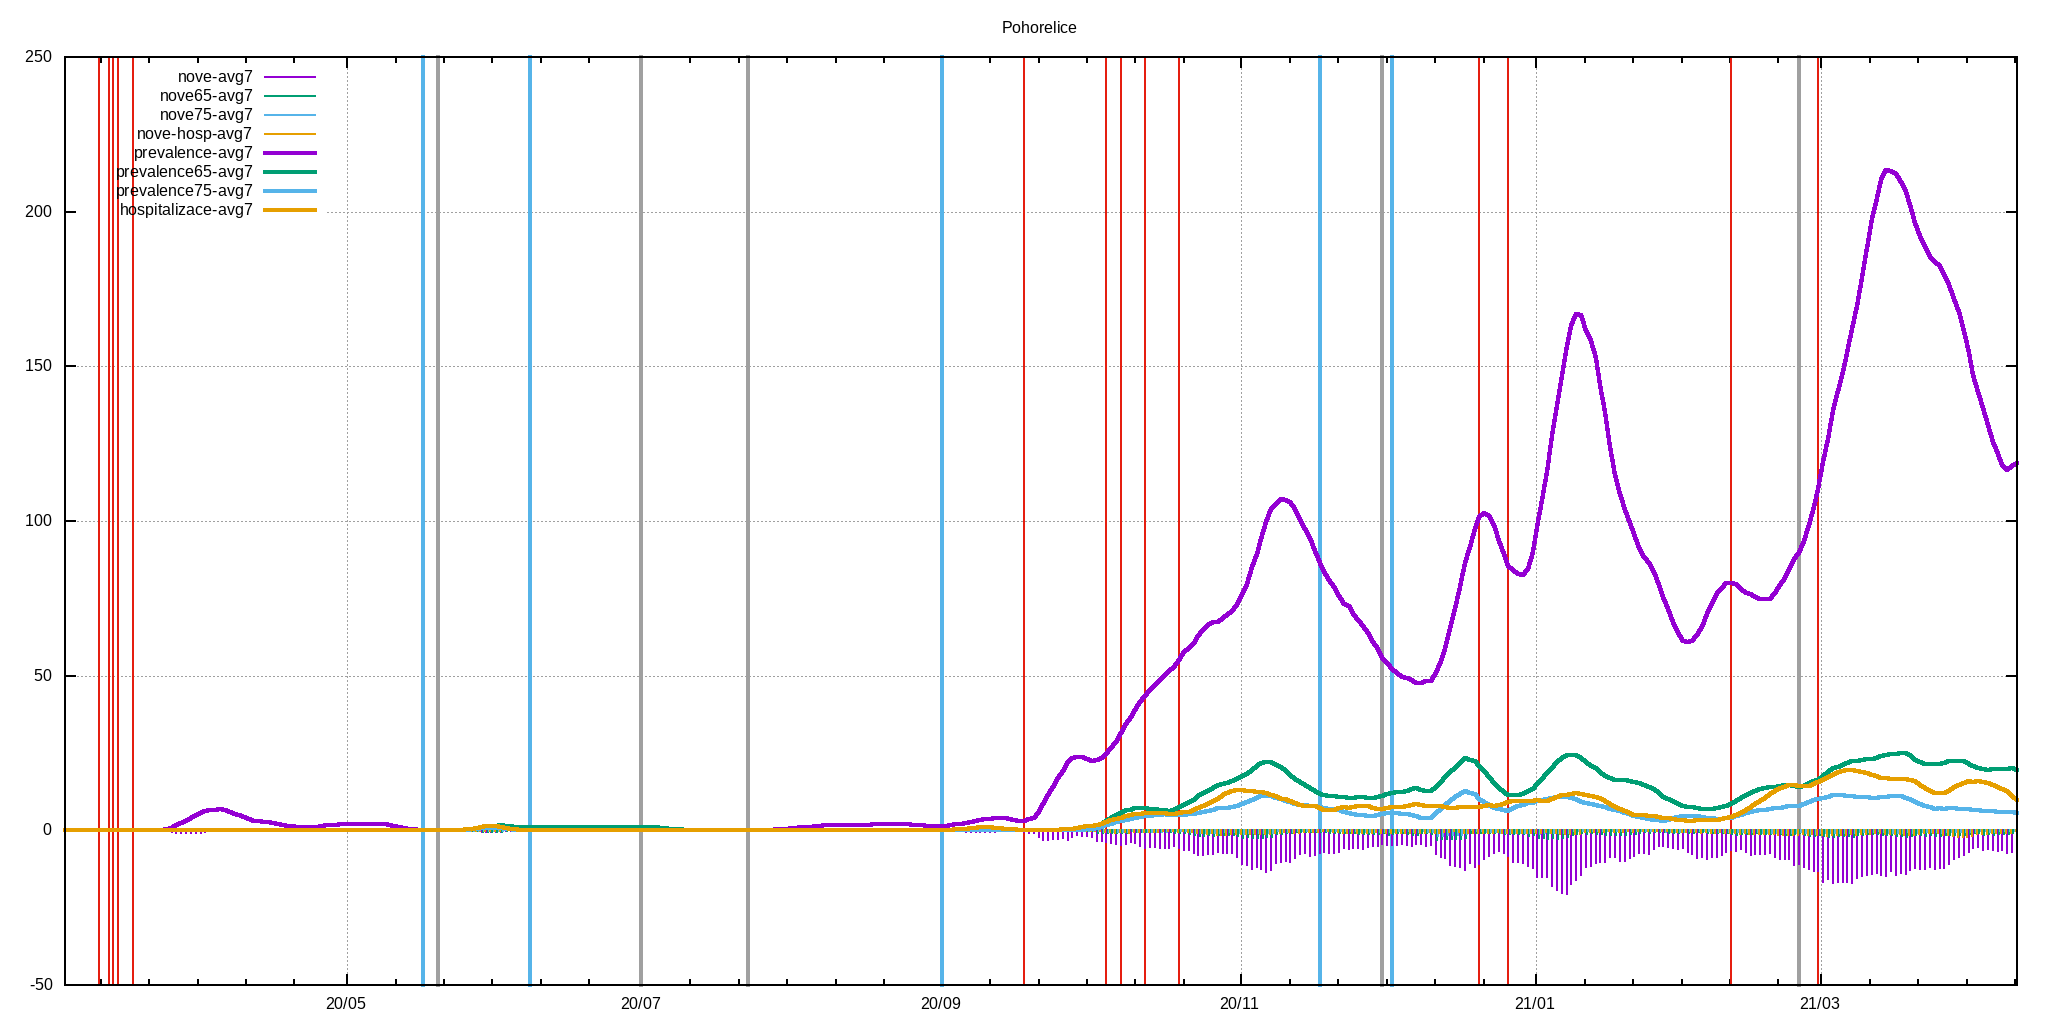 Pohorelice
250
nove-avg7
nove65-avg7
nove75-avg7
nove-hosp-avg7
prevalence-avg7
prevalence65-avg7
prevalence75-avg7
hospitalizace-avg7
200
150
100
50
0
-50
20/05 20/07 20/09 20/11 21/01 21/03